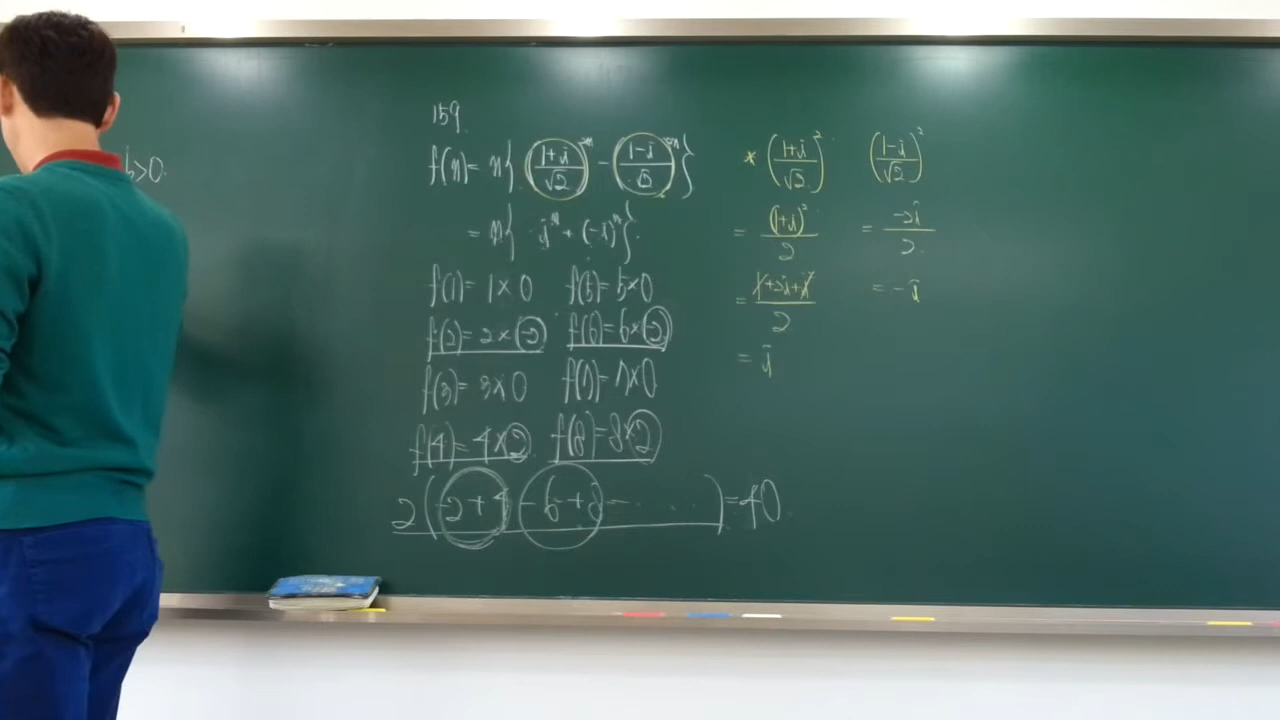 b>0.
159.
f(n) = n{ ((1+i)/√2)^2n - ((1-i)/√2)^2n }
= n{ i^n + (-i)^n }.
f(1) = 1×0 f(5) = 5×0
f(2) = 2×(-2) f(6) = 6×(-2)
f(3) = 3×0 f(7) = 7×0
f(4) = 4×2 f(8) = 8×2
2(-2+4-6+8-.....) = 40.
* ((1+i)/√2)^2 ((1-i)/√2)^2
= (1+i)^2/2 = -2i/2.
= 1+2i+i²/2 = -i
= i